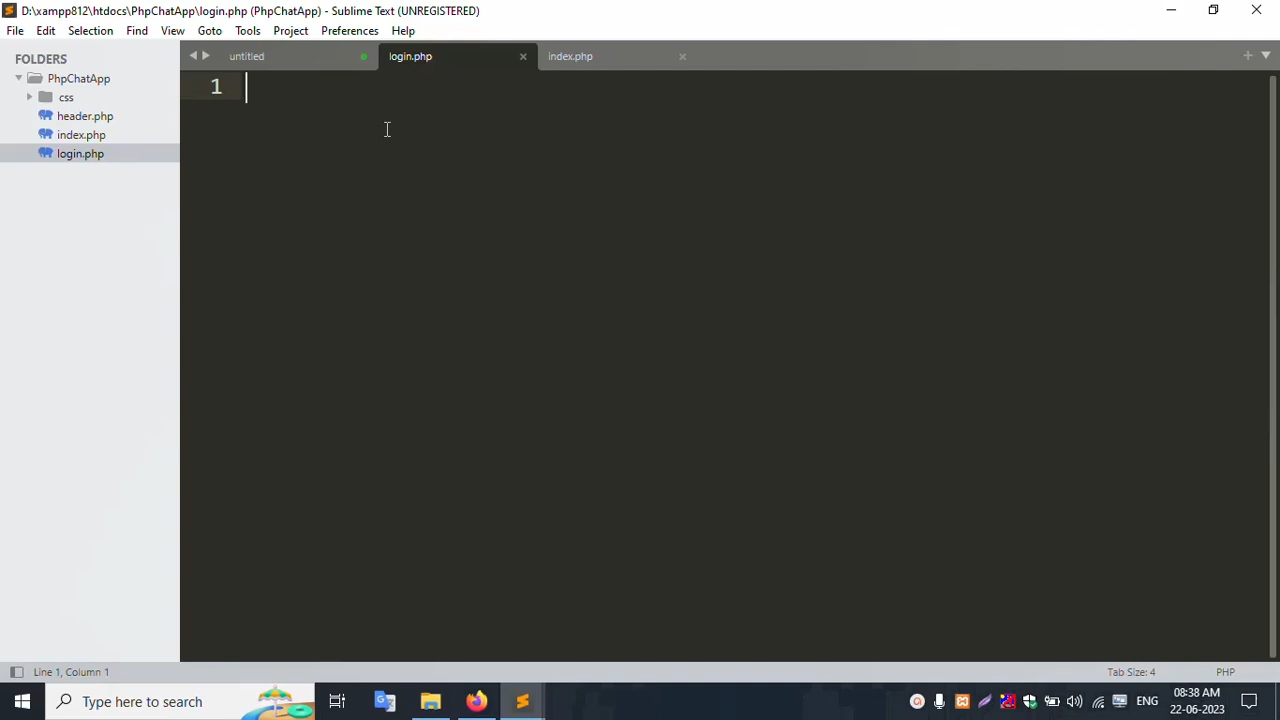 D:\xampp812\htdocs\PhpChatApp\login.php (PhpChatApp) - Sublime Text (UNREGISTERED)
File Edit Selection Find View Goto Tools Project Preferences Help
FOLDERS
PhpChatApp
css
header.php
index.php
login.php
untitled login.php index.php
1
Line 1, Column 1 Tab Size: 4 PHP
Type here to search
ENG
08:38 AM
22-06-2023